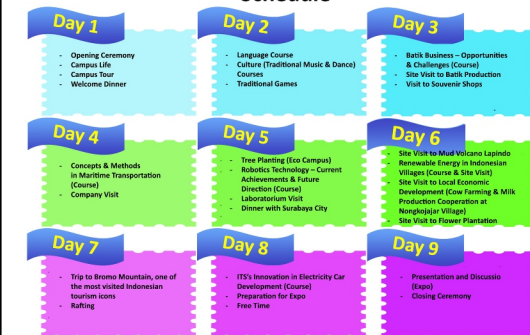 Schedule
Day 1
- Opening Ceremony
- Campus Life
- Campus Tour
- Welcome Dinner
Day 2
- Language Course
- Culture (Traditional Music & Dance)
Courses
- Traditional Games
Day 3
- Batik Business – Opportunities
& Challenges (Course)
- Site Visit to Batik Production
- Visit to Souvenir Shops
Day 4
- Concepts & Methods
in Maritime Transportation
(Course)
- Company Visit
Day 5
- Tree Planting (Eco Campus)
- Robotics Technology – Current
Achievements & Future
Direction (Course)
- Laboratorium Visit
- Dinner with Surabaya City
Day 6
- Site Visit to Mud Volcano Lapindo
- Renewable Energy in Indonesian
Villages (Course & Site Visit)
- Site Visit to Local Economic
Development (Cow Farming & Milk
Production Cooperation at
Nongkojajar Village)
- Site Visit to Flower Plantation
Day 7
- Trip to Bromo Mountain, one of
the most visited Indonesian
tourism icons
- Rafting
Day 8
- ITS's Innovation in Electricity Car
Development (Course)
- Preparation for Expo
- Free Time
Day 9
- Presentation and Discussio
(Expo)
- Closing Ceremony